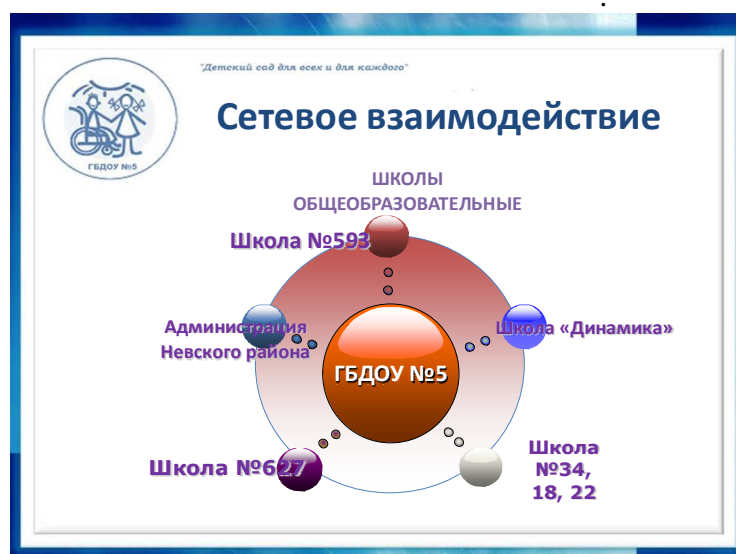 "Детский сад для всех и для каждого"
ГБДОУ №5
Сетевое взаимодействие
ШКОЛЫ
ОБЩЕОБРАЗОВАТЕЛЬНЫЕ
Школа №593
Администрация
Невского района
Школа «Динамика»
ГБДОУ №5
Школа №627
Школа
№34,
18, 22